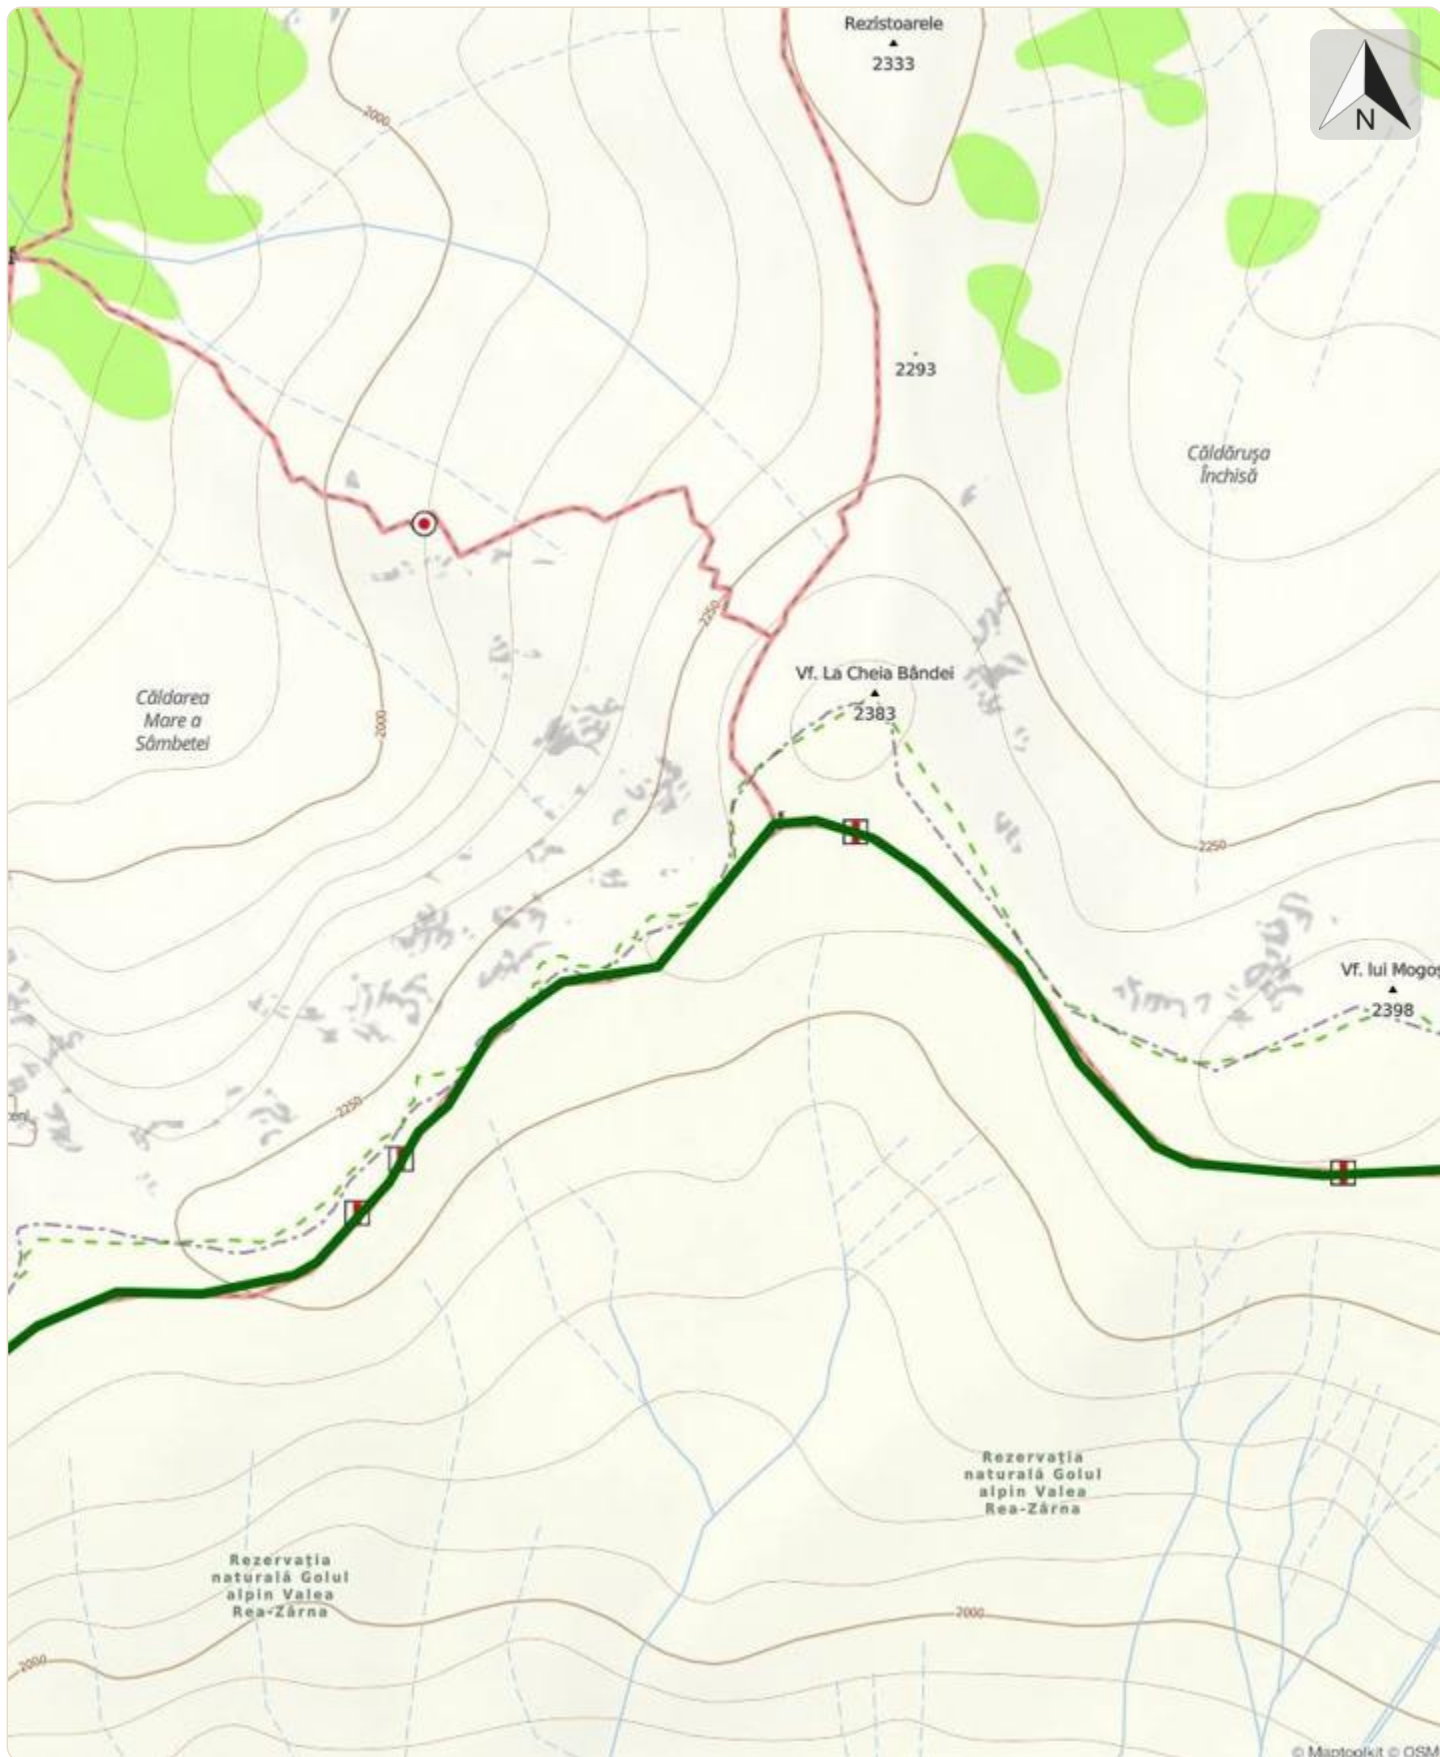 Rezistoarele
2333
N
2000
2293
Căldăruşa
Închisă
2250
Vf. La Cheia Bândei
2383
Căldarea
Mare a
Sâmbetei
2000
2250
Vf. lui Mogoş
2398
2250
Rezervaţia
naturală Golul
alpin Valea
Rea-Zârna
Rezervaţia
naturală Golul
alpin Valea
Rea-Zârna
2000
2000
© Maptoolkit © OSM